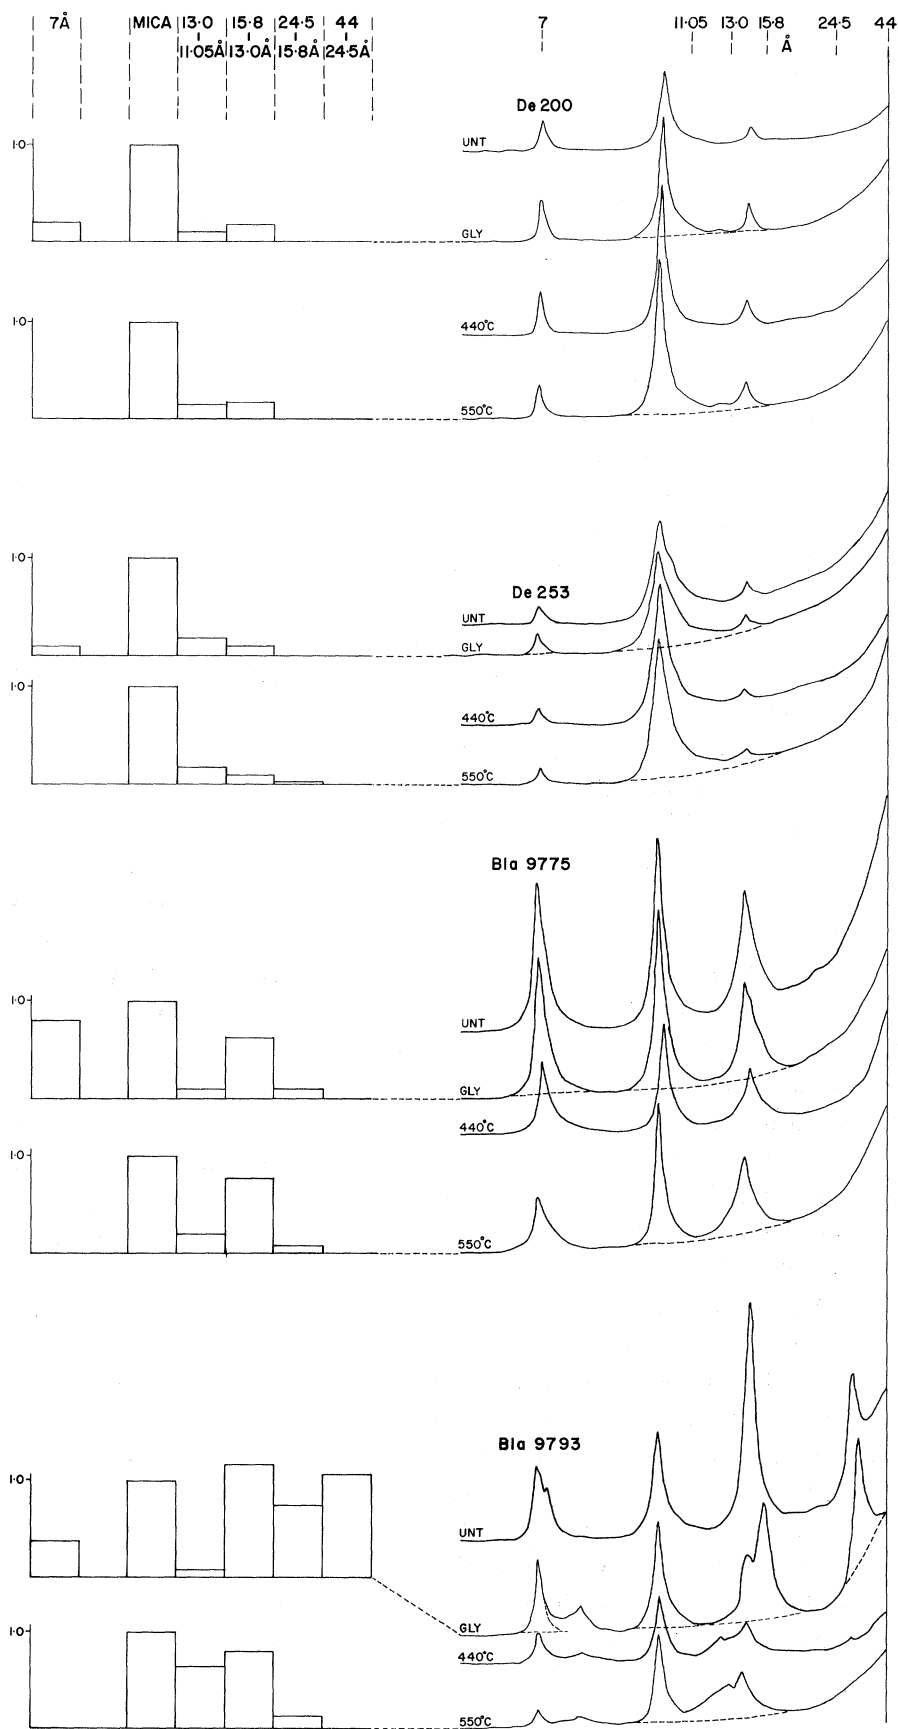 7Å MICA 13·0 15·8 24·5 44 7 11·05 13·0 15·8 24·5 44
11·05Å 13·0Å 15·8Å 24·5Å Å
De 200
UNT
1·0
GLY
1·0
440°C
550°C
1·0
De 253
UNT
GLY
1·0
440°C
550°C
Bla 9775
1·0
UNT
GLY
440°C
1·0
550°C
Bla 9793
1·0
UNT
GLY
1·0
440°C
550°C